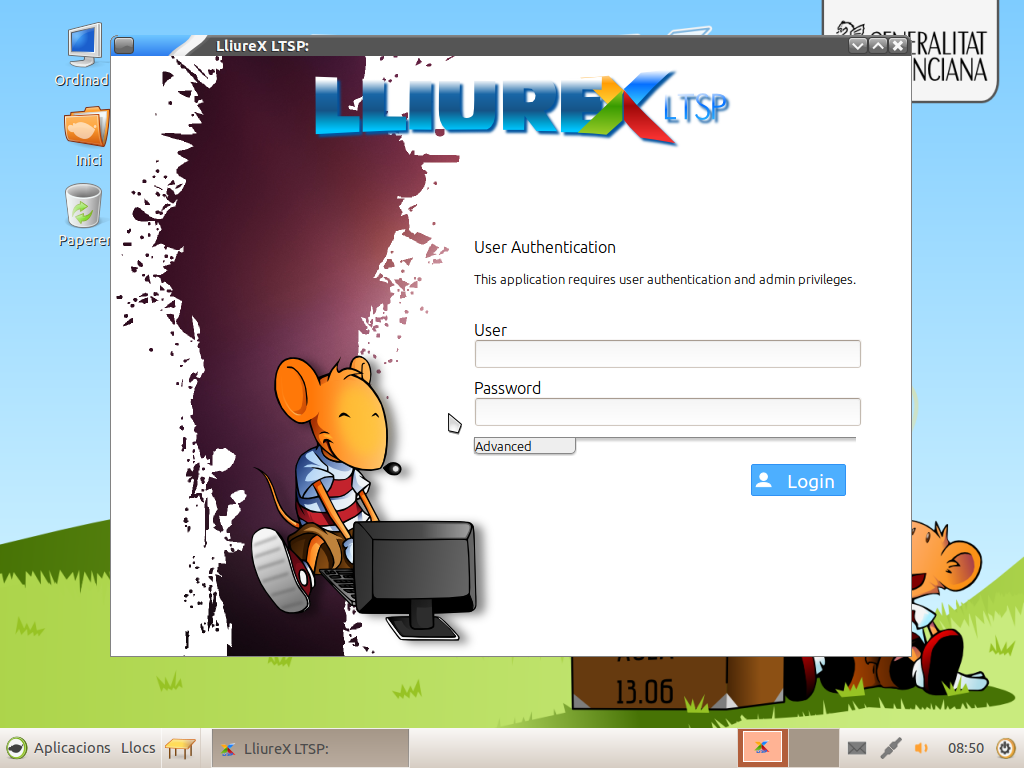 LliureX LTSP:
GENERALITAT
NCIANA
Ordinad
Inici
Paperer
LLIUREX LTSP
User Authentication
This application requires user authentication and admin privileges.
User
Password
Advanced
Login
13.06
Aplicacions
Llocs
LliureX LTSP:
08:50